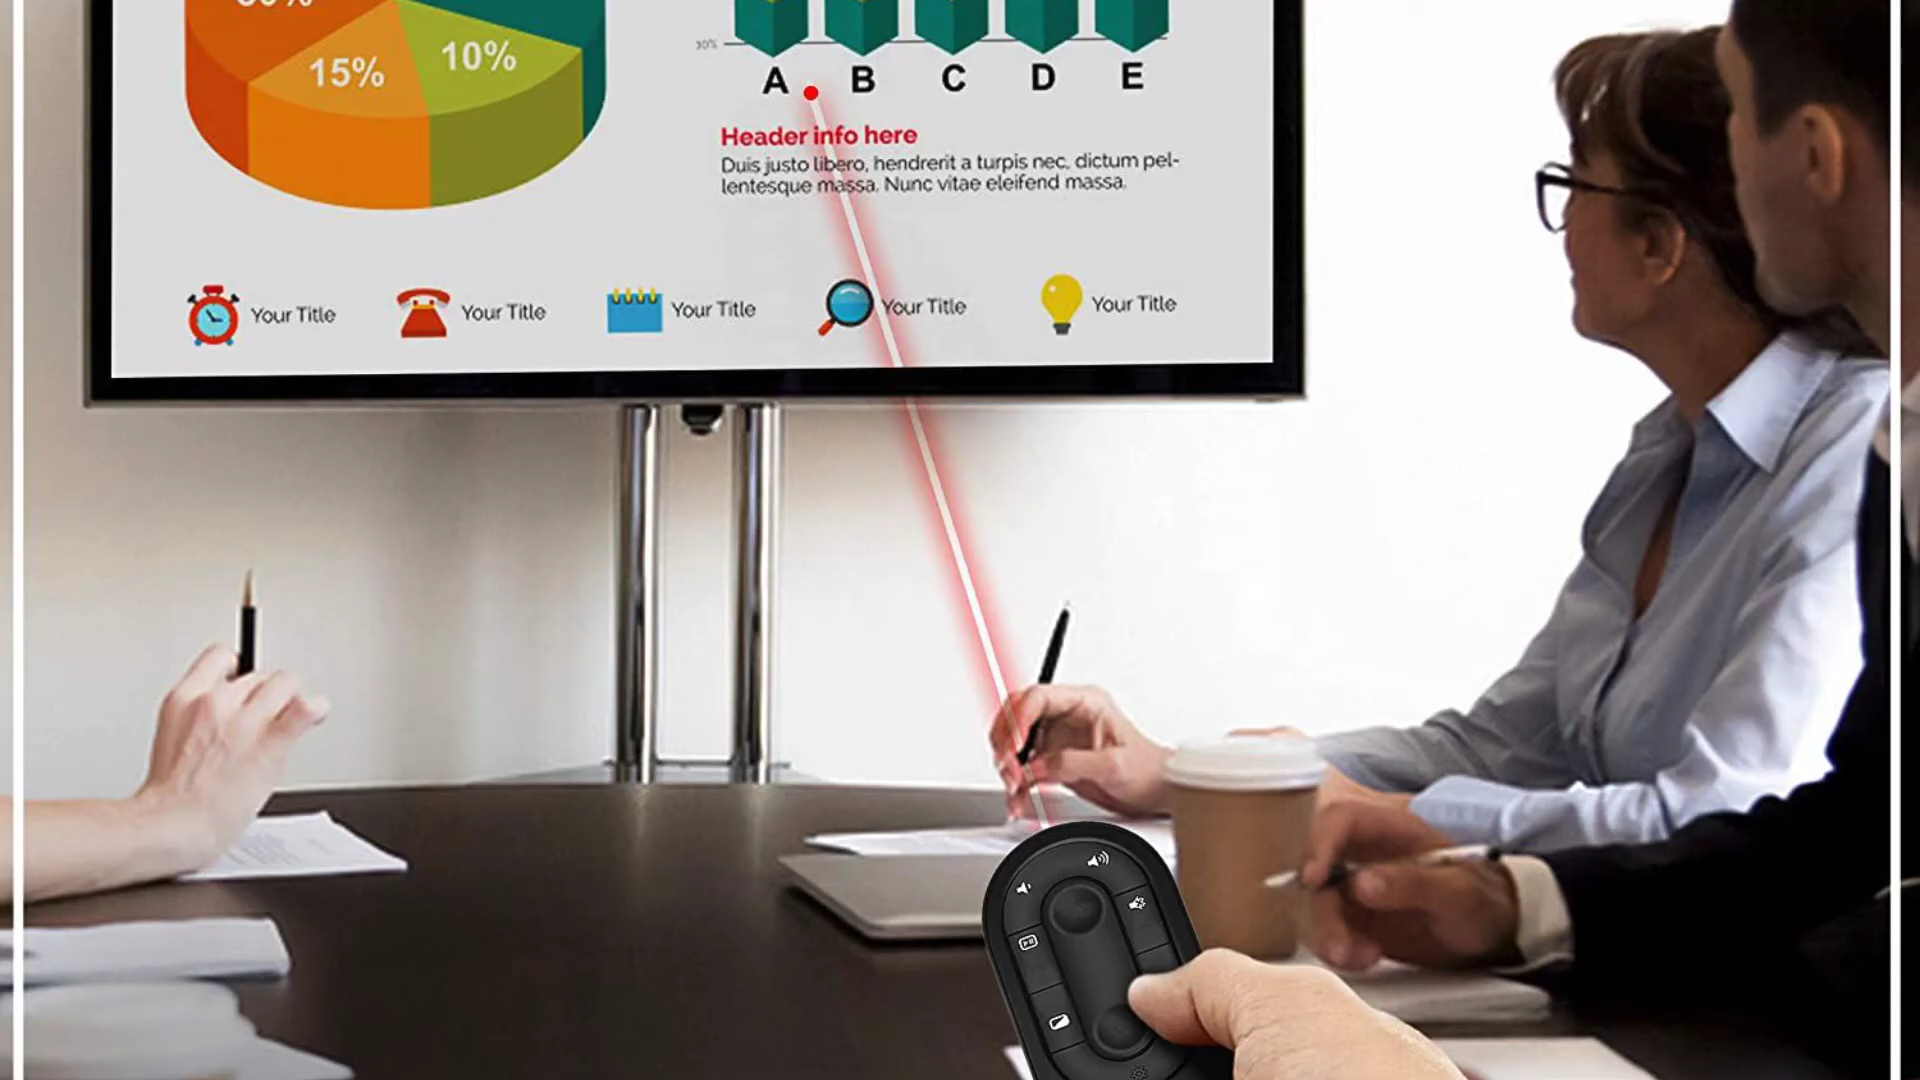 15%
10%
30%
A B C D E
Header info here
Duis justo libero, hendrerit a turpis nec, dictum pel-
lentesque massa. Nunc vitae eleifend massa.
Your Title Your Title Your Title Your Title Your Title